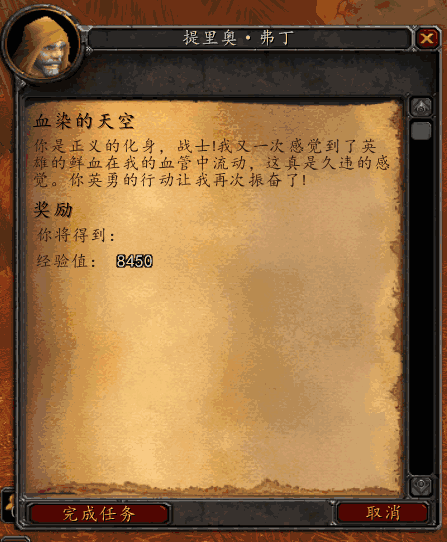 提里奥·弗丁
血染的天空
你是正义的化身，战士!我又一次感觉到了英
雄的鲜血在我的血管中流动，这真是久违的感
觉。你英勇的行动让我再次振奋了!
奖励
你将得到：
经验值： 8450
完成任务
取消